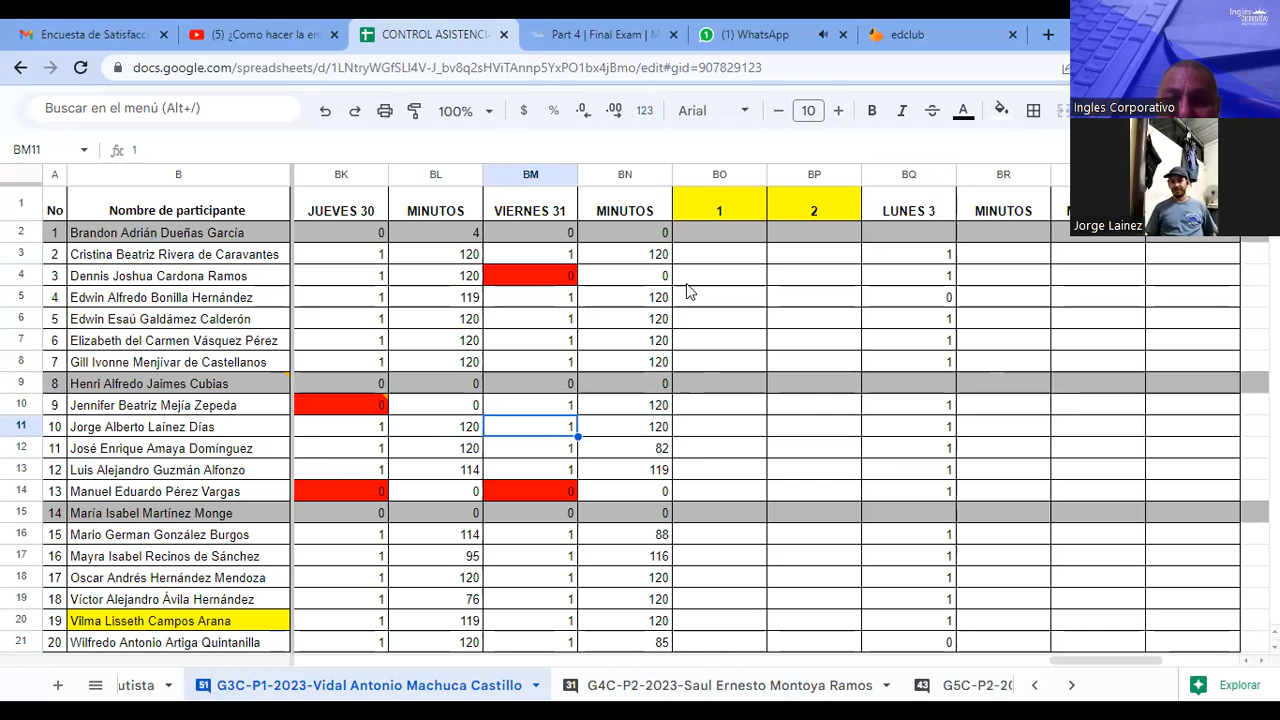 Encuesta de Satisfacc
(5) ¿Como hacer la en
CONTROL ASISTENCI
Part 4 | Final Exam | M
(1) WhatsApp
edclub
docs.google.com/spreadsheets/d/1LNtryWGfSLI4V-J_bv8q2sHViTAnnp5YxPO1bx4jBmo/edit#gid=907829123
Buscar en el menú (Alt+/)
100%
$ % .0 .00 123
Arial
10
B I A
BM11
fx 1
A B BK BL BM BN BO BP BQ BR
1 No Nombre de participante JUEVES 30 MINUTOS VIERNES 31 MINUTOS 1 2 LUNES 3 MINUTOS
2 1 Brandon Adrián Dueñas García 0 4 0 0
3 2 Cristina Beatriz Rivera de Caravantes 1 120 1 120 1
4 3 Dennis Joshua Cardona Ramos 1 120 0 0 1
5 4 Edwin Alfredo Bonilla Hernández 1 119 1 120 0
6 5 Edwin Esaú Galdámez Calderón 1 120 1 120 1
7 6 Elizabeth del Carmen Vásquez Pérez 1 120 1 120 1
8 7 Gill Ivonne Menjívar de Castellanos 1 120 1 120 1
9 8 Henri Alfredo Jaimes Cubias 0 0 0 0
10 9 Jennifer Beatriz Mejía Zepeda 0 0 1 120 1
11 10 Jorge Alberto Laínez Días 1 120 1 120 1
12 11 José Enrique Amaya Domínguez 1 120 1 82 1
13 12 Luis Alejandro Guzmán Alfonzo 1 114 1 119 1
14 13 Manuel Eduardo Pérez Vargas 0 0 0 0 1
15 14 María Isabel Martínez Monge 0 0 0 0
16 15 Mario German González Burgos 1 114 1 88 1
17 16 Mayra Isabel Recinos de Sánchez 1 95 1 116 1
18 17 Oscar Andrés Hernández Mendoza 1 120 1 120 1
19 18 Víctor Alejandro Ávila Hernández 1 76 1 120 1
20 19 Vilma Lisseth Campos Arana 1 119 1 120 1
21 20 Wilfredo Antonio Artiga Quintanilla 1 120 1 85 0
utista
51 G3C-P1-2023-Vidal Antonio Machuca Castillo
31 G4C-P2-2023-Saul Ernesto Montoya Ramos
43 G5C-P2-20
Explorar
Ingles
Ingles Corporativo
Jorge Lainez